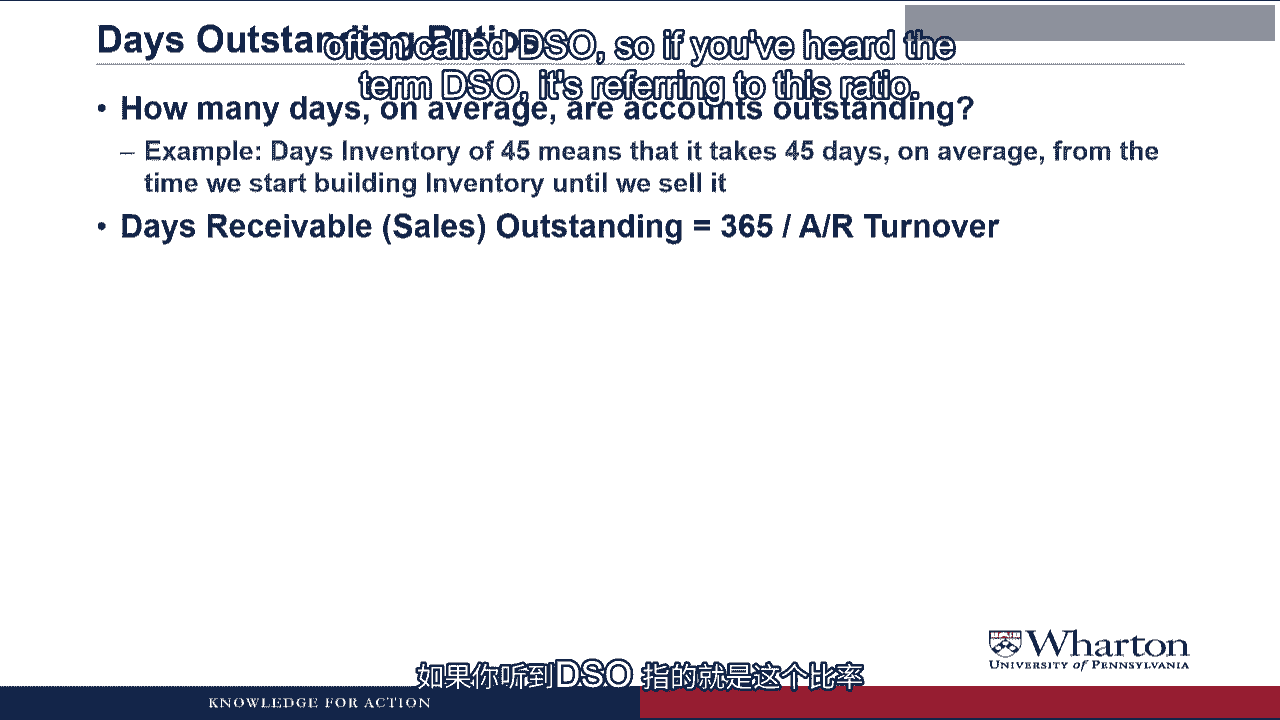 Days Outstanding Ratios
often called DSO, so if you've heard the
term DSO, it's referring to this ratio.
• How many days, on average, are accounts outstanding?
– Example: Days Inventory of 45 means that it takes 45 days, on average, from the
time we start building Inventory until we sell it
• Days Receivable (Sales) Outstanding = 365 / A/R Turnover
Wharton
UNIVERSITY of PENNSYLVANIA
如果你听到DSO 指的就是这个比率
KNOWLEDGE FOR ACTION